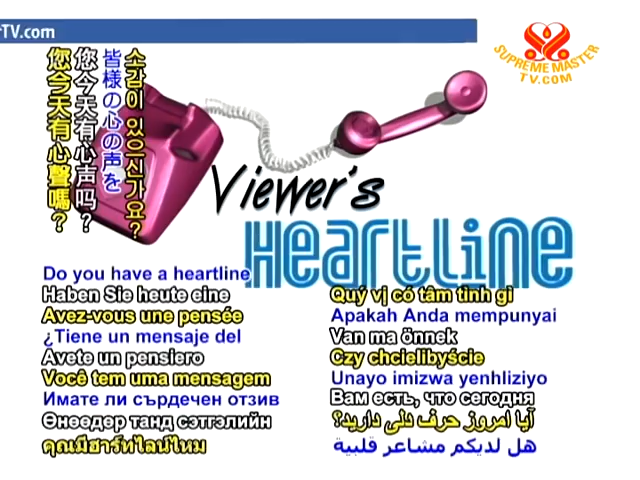 rTV.com
SUPREME MASTER
TV.COM
您今天有心聲嗎？
您今天有心声吗？
皆様の心の声を
소감이 있으신가요?
Viewer's
Heartline
Do you have a heartline
Haben Sie heute eine
Avez-vous une pensée
¿Tiene un mensaje del
Avete un pensiero
Você tem uma mensagem
Имате ли сърдечен отзив
Өнөөдөр танд сэтгэлийн
คุณมีฮาร์ทไลน์ไหม
Quý vị có tâm tình gì
Apakah Anda mempunyai
Van ma önnek
Czy chcielibyście
Unayo imizwa yenhliziyo
Вам есть, что сегодня
آیا امروز حرف دلی دارید؟
هل لديكم مشاعر قلبية